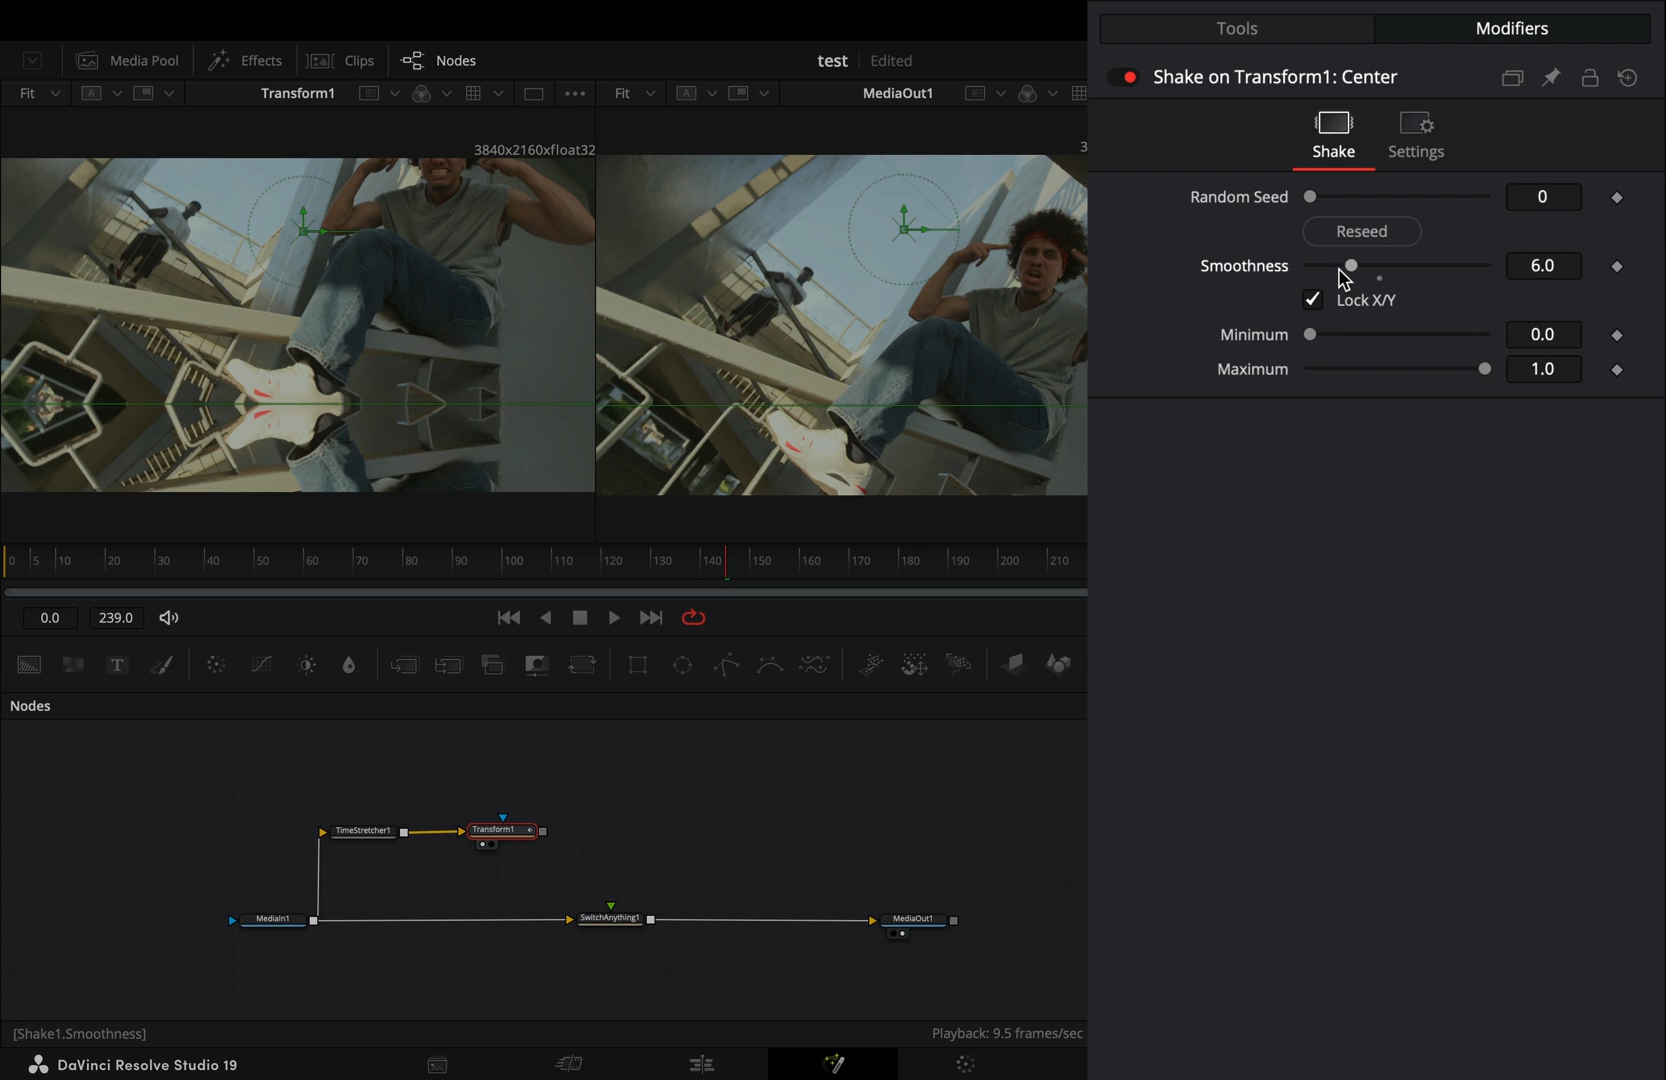 Tools
Modifiers
Media Pool
Effects
Clips
Nodes
test
Edited
Shake on Transform1: Center
Fit
A
Transform1
Fit
A
MediaOut1
3840x2160xfloat32
3
Shake
Settings
Random Seed
0
Reseed
Smoothness
6.0
Lock X/Y
Minimum
0.0
Maximum
1.0
0 5 10 20 30 40 50 60 70 80 90 100 110 120 130 140 150 160 170 180 190 200 210
0.0
239.0
T
Nodes
TimeStretcher1
Transform1
MediaIn1
SwitchAnything1
MediaOut1
[Shake1.Smoothness]
Playback: 9.5 frames/sec
DaVinci Resolve Studio 19